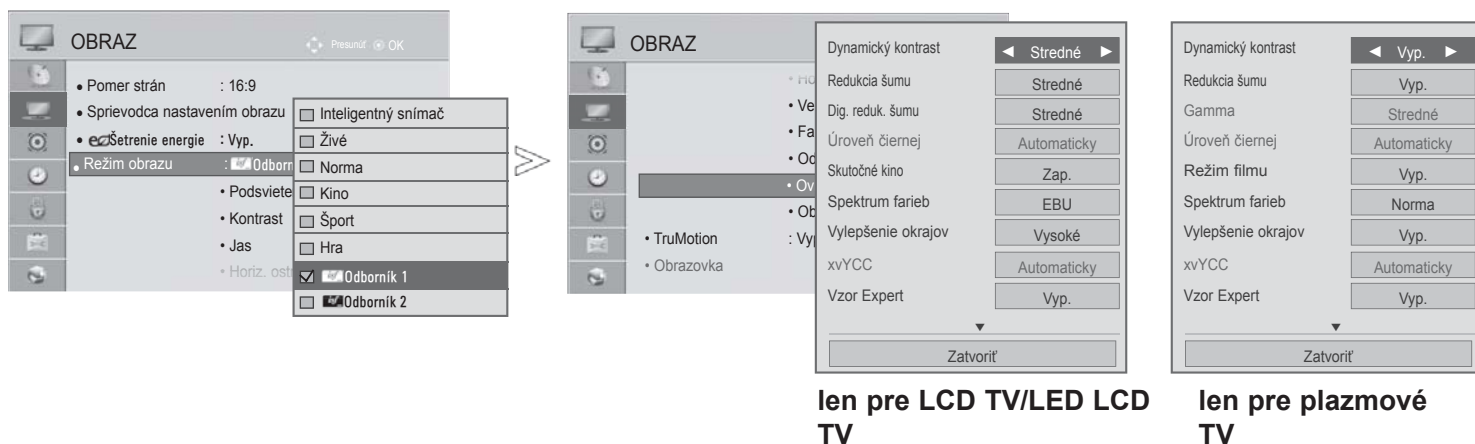 OBRAZ
Presunúť OK
• Pomer strán : 16:9
• Sprievodca nastavením obrazu
• eco Šetrenie energie : Vyp.
• Režim obrazu : Odborn
• Podsviete
• Kontrast
• Jas
• Horiz. ost
Inteligentný snímač
Živé
Norma
Kino
Šport
Hra
Odborník 1
Odborník 2
OBRAZ
• Ho
• Ve
• Fa
• Od
• Ov
• Ob
• TruMotion : Vyp
• Obrazovka
Dynamický kontrast ◄ Stredné ►
Redukcia šumu Stredné
Dig. reduk. šumu Stredné
Úroveň čiernej Automaticky
Skutočné kino Zap.
Spektrum farieb EBU
Vylepšenie okrajov Vysoké
xvYCC Automaticky
Vzor Expert Vyp.
▼
Zatvoriť
len pre LCD TV/LED LCD
TV
Dynamický kontrast ◄ Vyp. ►
Redukcia šumu Vyp.
Gamma Stredné
Úroveň čiernej Automaticky
Režim filmu Vyp.
Spektrum farieb Norma
Vylepšenie okrajov Vyp.
xvYCC Automaticky
Vzor Expert Vyp.
▼
Zatvoriť
len pre plazmové
TV